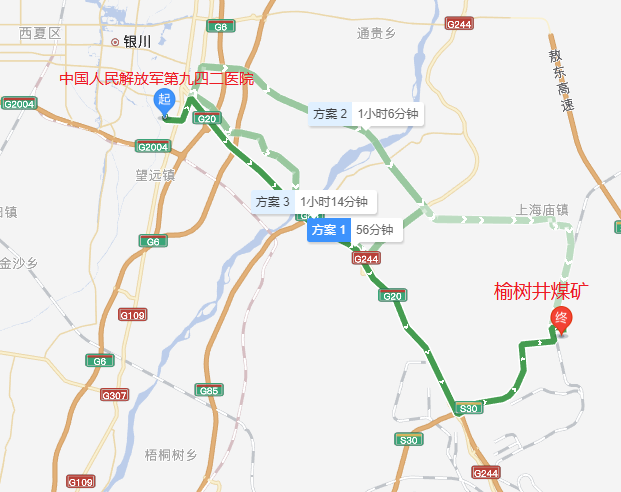 西夏区
G6
G244
通贵乡
银川
敖东高速
中国人民解放军第九四二医院
起
G2004
G20
方案 2 1小时6分钟
G2004
望远镇
方案 3 1小时14分钟
上海庙镇
田镇
方案 1 56分钟
G6
G244
金沙乡
榆树井煤矿
G20
G109
终
G6
G85
G307
S30
S30
梧桐树乡
G244
G109